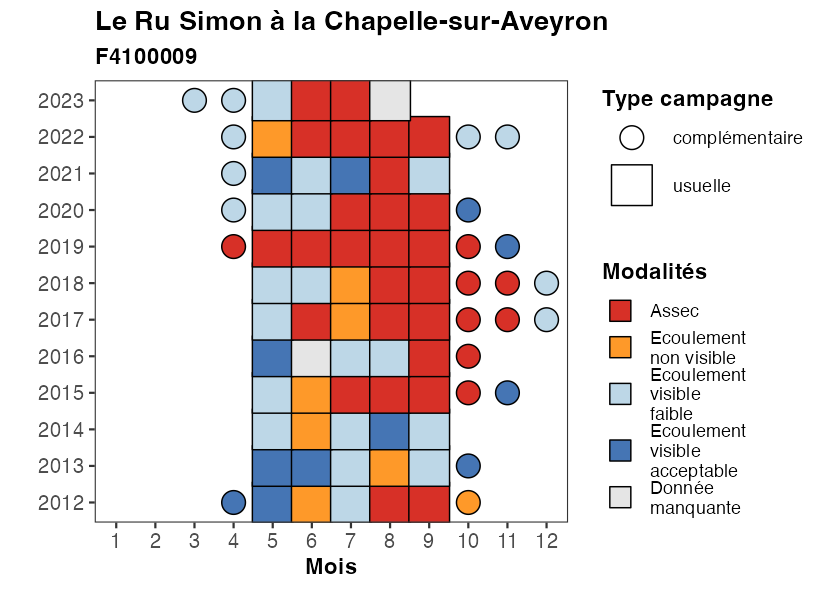 Le Ru Simon à la Chapelle-sur-Aveyron
F4100009
2023
2022
2021
2020
2019
2018
2017
2016
2015
2014
2013
2012
1 2 3 4 5 6 7 8 9 10 11 12
Mois
Type campagne
complémentaire
usuelle
Modalités
Assec
Ecoulement
non visible
Ecoulement
visible
faible
Ecoulement
visible
acceptable
Donnée
manquante